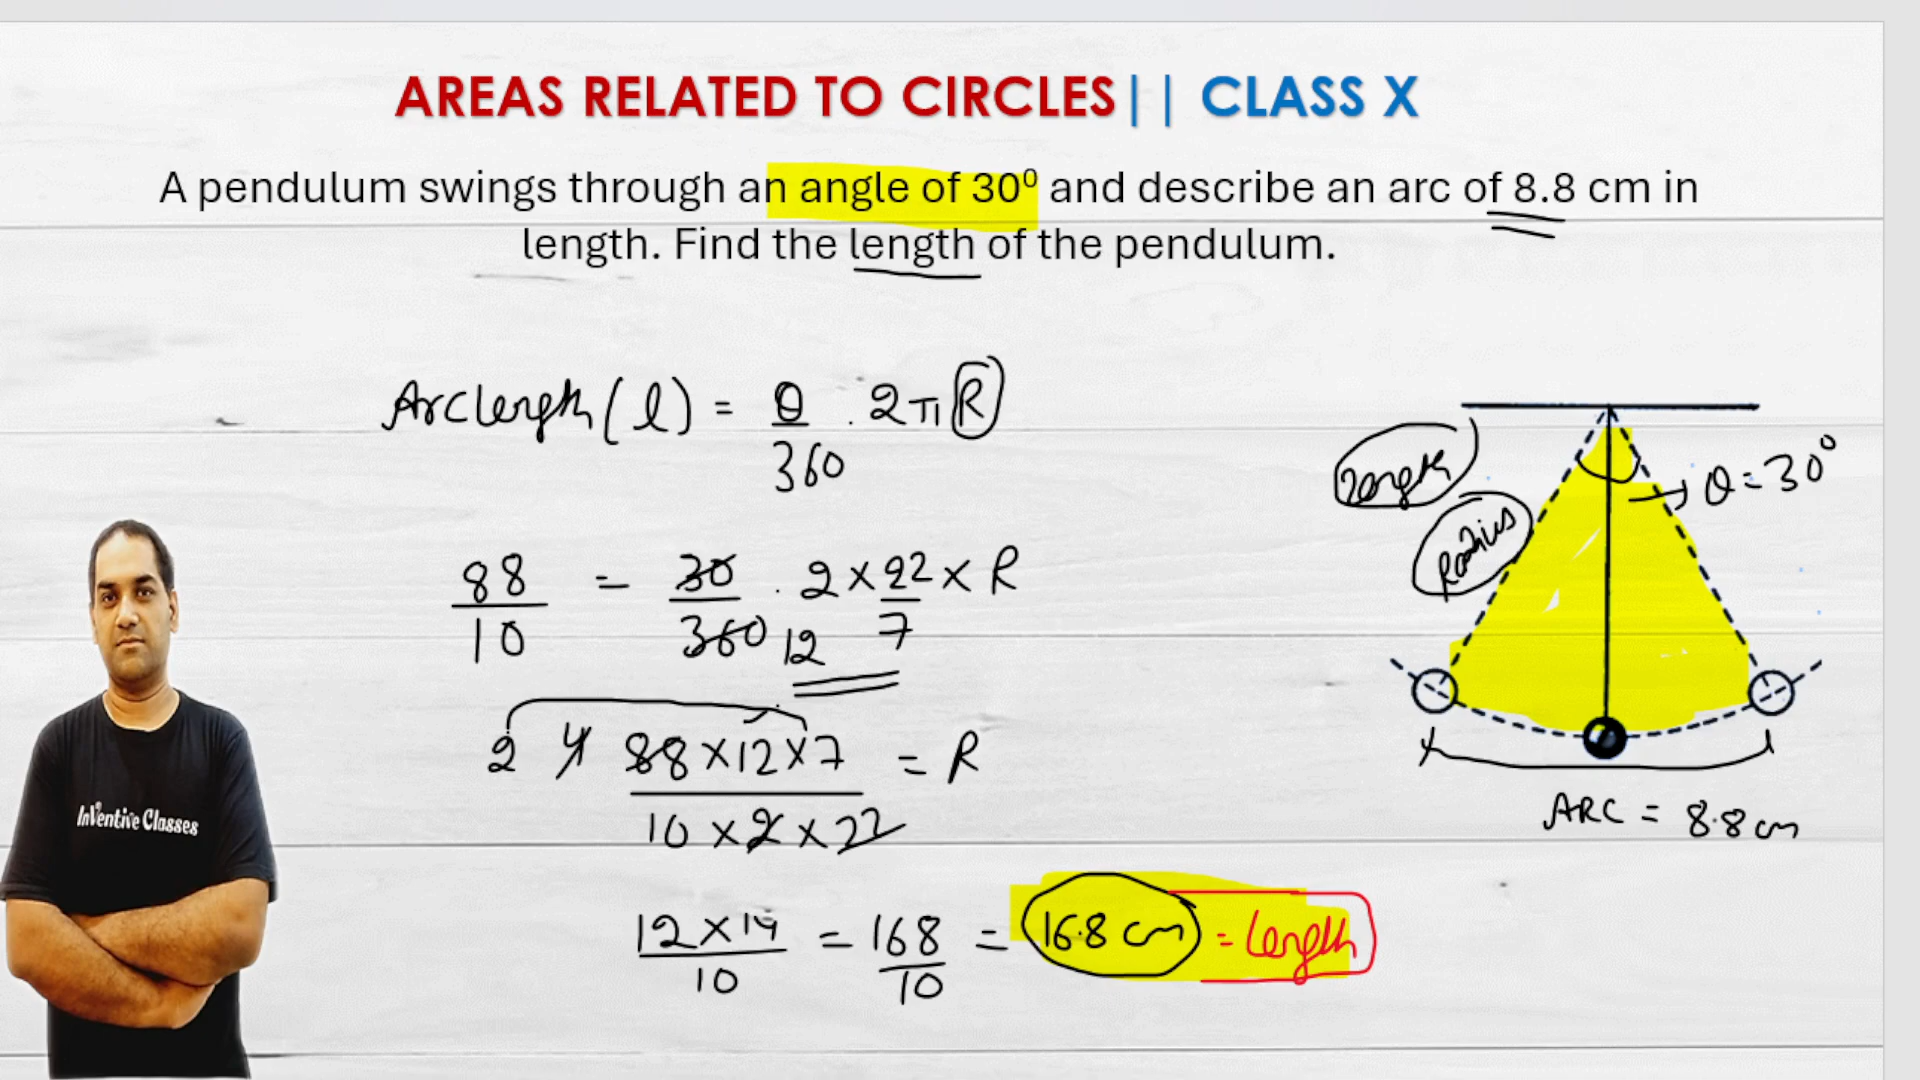 AREAS RELATED TO CIRCLES|| CLASS X
A pendulum swings through an angle of 30⁰ and describe an arc of 8.8 cm in
length. Find the length of the pendulum.
Arc length (l) = θ/360 . 2πR
length
θ = 30°
Radius
88/10 = 30/360 12 . 2 × 22/7 × R
2 4 88×12×7 / 10×2×22 = R
InVentive Classes
ARC = 8.8 cm
12×14/10 = 168/10 = 16.8 cm = Length